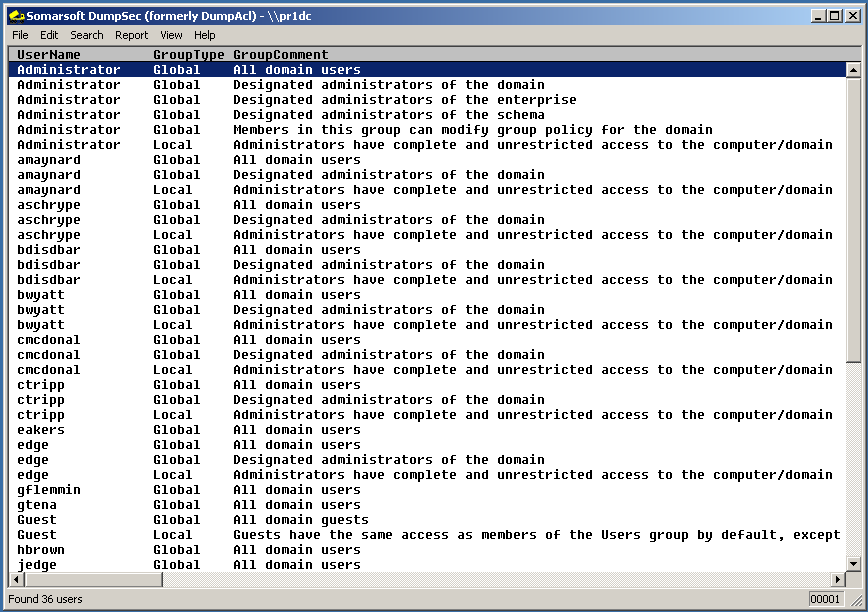 Somarsoft DumpSec (formerly DumpAcl) - \\pr1dc
File Edit Search Report View Help
UserName GroupType GroupComment
Administrator Global All domain users
Administrator Global Designated administrators of the domain
Administrator Global Designated administrators of the enterprise
Administrator Global Designated administrators of the schema
Administrator Global Members in this group can modify group policy for the domain
Administrator Local Administrators have complete and unrestricted access to the computer/domain
amaynard Global All domain users
amaynard Global Designated administrators of the domain
amaynard Local Administrators have complete and unrestricted access to the computer/domain
aschrype Global All domain users
aschrype Global Designated administrators of the domain
aschrype Local Administrators have complete and unrestricted access to the computer/domain
bdisdbar Global All domain users
bdisdbar Global Designated administrators of the domain
bdisdbar Local Administrators have complete and unrestricted access to the computer/domain
bwyatt Global All domain users
bwyatt Global Designated administrators of the domain
bwyatt Local Administrators have complete and unrestricted access to the computer/domain
cmcdonal Global All domain users
cmcdonal Global Designated administrators of the domain
cmcdonal Local Administrators have complete and unrestricted access to the computer/domain
ctripp Global All domain users
ctripp Global Designated administrators of the domain
ctripp Local Administrators have complete and unrestricted access to the computer/domain
eakers Global All domain users
edge Global All domain users
edge Global Designated administrators of the domain
edge Local Administrators have complete and unrestricted access to the computer/domain
gflemmin Global All domain users
gtena Global All domain users
Guest Global All domain guests
Guest Local Guests have the same access as members of the Users group by default, except
hbrown Global All domain users
jedge Global All domain users
Found 36 users 00001